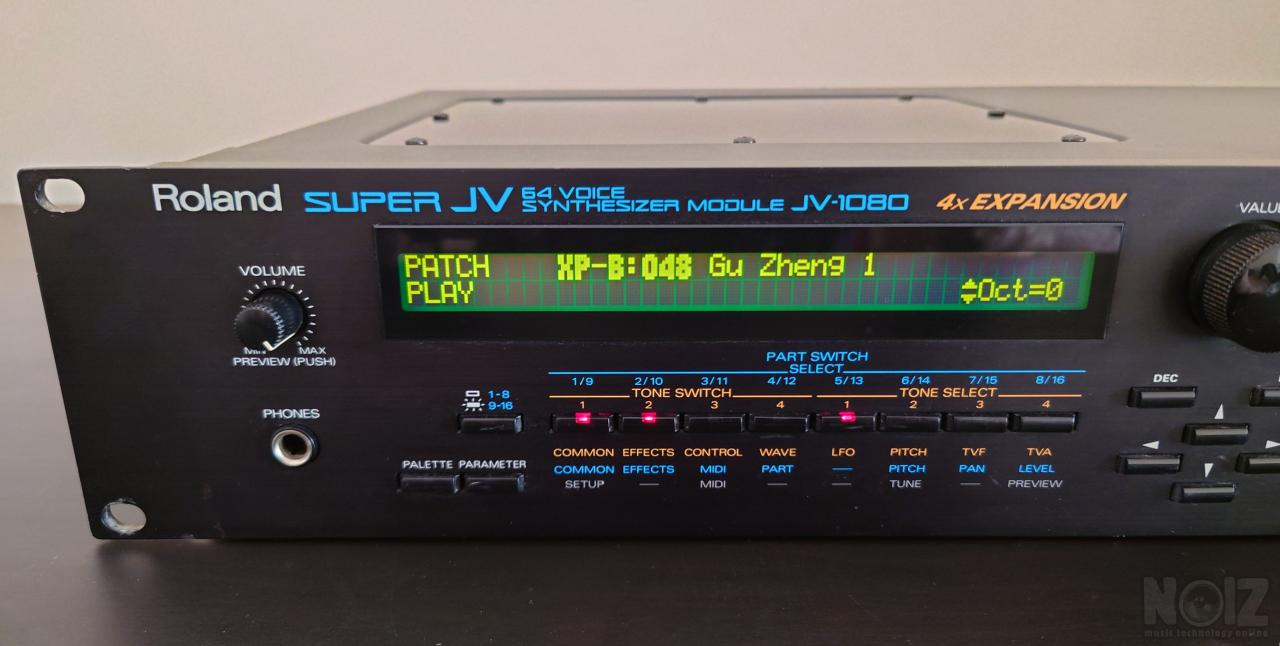 Roland SUPER JV 64 VOICE SYNTHESIZER MODULE JV-1080 4x EXPANSION
VALU
PATCH XP-B:048 Gu Zheng 1
PLAY Oct=0
VOLUME
MIN MAX
PREVIEW (PUSH)
PHONES
PART SWITCH
SELECT
1/9 2/10 3/11 4/12 5/13 6/14 7/15 8/16
TONE SWITCH TONE SELECT
1 2 3 4 1 2 3 4
1-8
9-16
DEC
PALETTE PARAMETER
COMMON EFFECTS CONTROL WAVE LFO PITCH TVF TVA
COMMON EFFECTS MIDI PART — PITCH PAN LEVEL
SETUP — MIDI — — TUNE — PREVIEW
NOIZ
music technology online